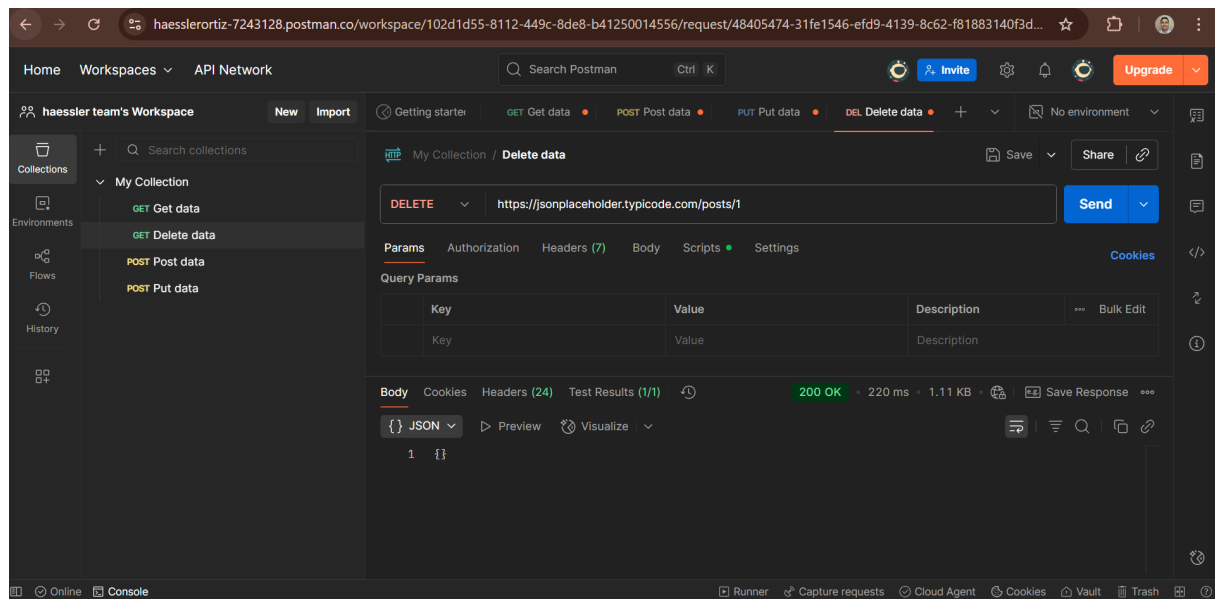 haesslerortiz-7243128.postman.co/workspace/102d1d55-8112-449c-8de8-b41250014556/request/48405474-31fe1546-efd9-4139-8c62-f81883140f3d...
Home Workspaces API Network Search Postman Ctrl K Invite Upgrade
haessler team's Workspace New Import Getting starte GET Get data POST Post data PUT Put data DEL Delete data No environment
Collections
Search collections
HTTP My Collection / Delete data Save Share
My Collection
GET Get data
DELETE https://jsonplaceholder.typicode.com/posts/1 Send
Environments
GET Delete data
Params Authorization Headers (7) Body Scripts Settings Cookies
POST Post data
Flows
Query Params
POST Put data
Key Value Description Bulk Edit
History
Key Value Description
Body Cookies Headers (24) Test Results (1/1) 200 OK 220 ms 1.11 KB e.g. Save Response
{} JSON Preview Visualize
1 {}
Online Console Runner Capture requests Cloud Agent Cookies Vault Trash